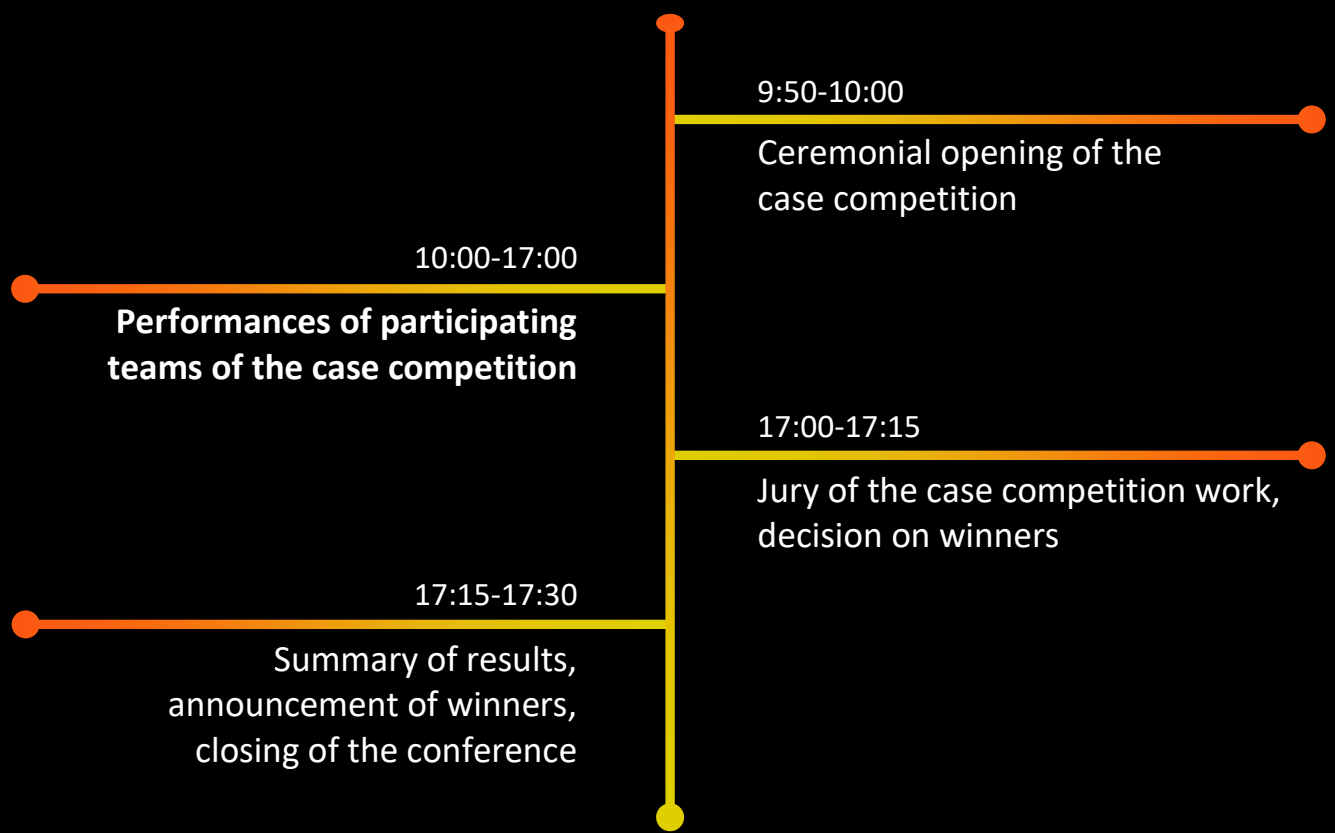 9:50-10:00
Ceremonial opening of the
case competition
10:00-17:00
Performances of participating
teams of the case competition
17:00-17:15
Jury of the case competition work,
decision on winners
17:15-17:30
Summary of results,
announcement of winners,
closing of the conference